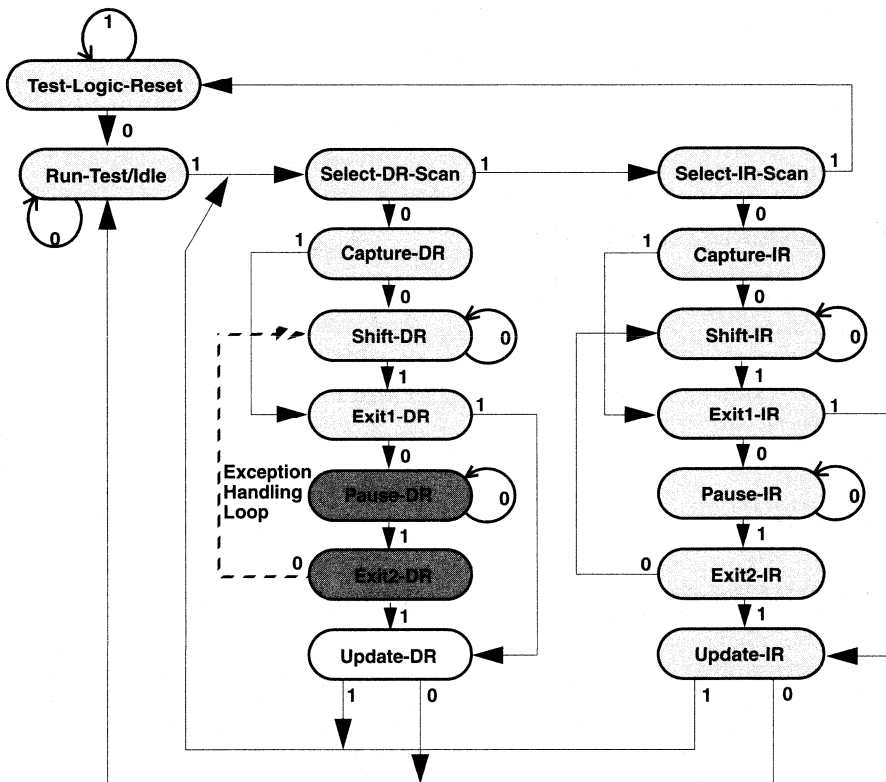 1
Test-Logic-Reset
0
Run-Test/Idle
1
0
Select-DR-Scan
1
0
1
Capture-DR
0
Shift-DR
0
1
Exit1-DR
1
0
Exception
Handling
Loop
Pause-DR
0
1
0
Exit2-DR
1
Update-DR
1
0
Select-IR-Scan
1
0
1
Capture-IR
0
Shift-IR
0
1
Exit1-IR
1
0
Pause-IR
0
1
0
Exit2-IR
1
Update-IR
1
0